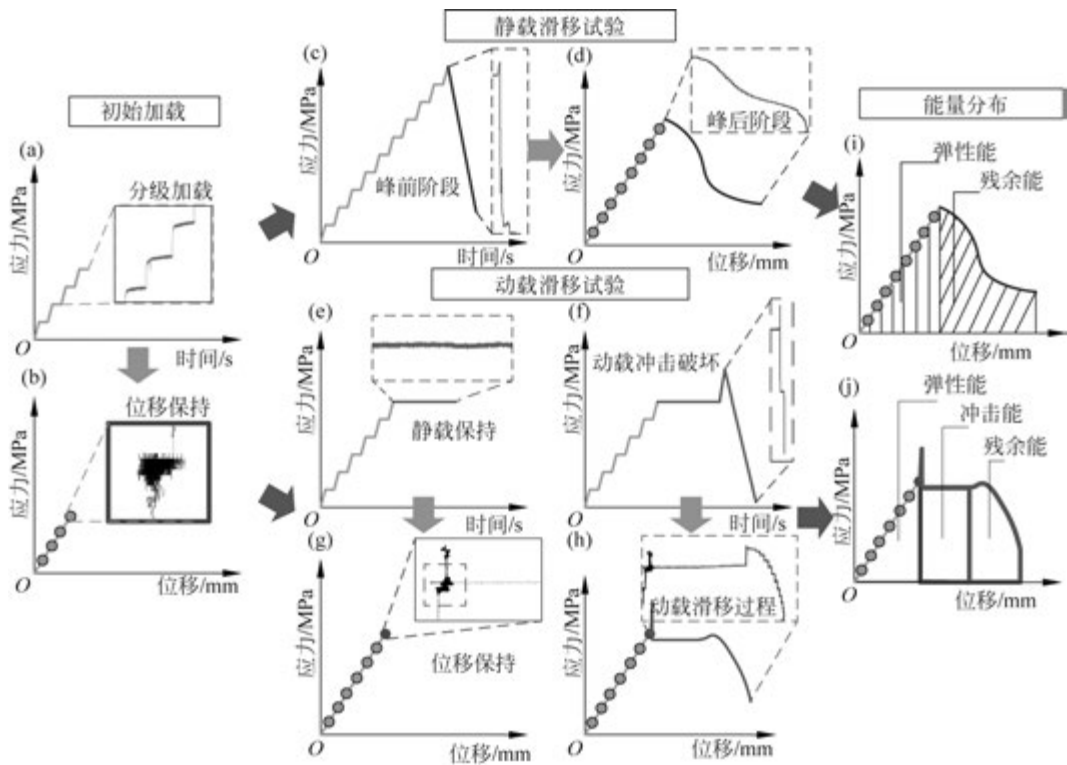 静载滑移试验
初始加载
能量分布
(a)
应力/MPa
分级加载
O
时间/s
(b)
应力/MPa
位移保持
O
位移/mm
(c)
应力/MPa
峰前阶段
O
时间/s
(d)
应力/MPa
峰后阶段
O
位移/mm
动载滑移试验
(e)
应力/MPa
静载保持
O
时间/s
(f)
应力/MPa
动载冲击破坏
O
时间/s
(g)
应力/MPa
位移保持
O
位移/mm
(h)
应力/MPa
动载滑移过程
O
位移/mm
(i)
应力/MPa
弹性能
残余能
O
位移/mm
(j)
应力/MPa
弹性能
冲击能
残余能
O
位移/mm